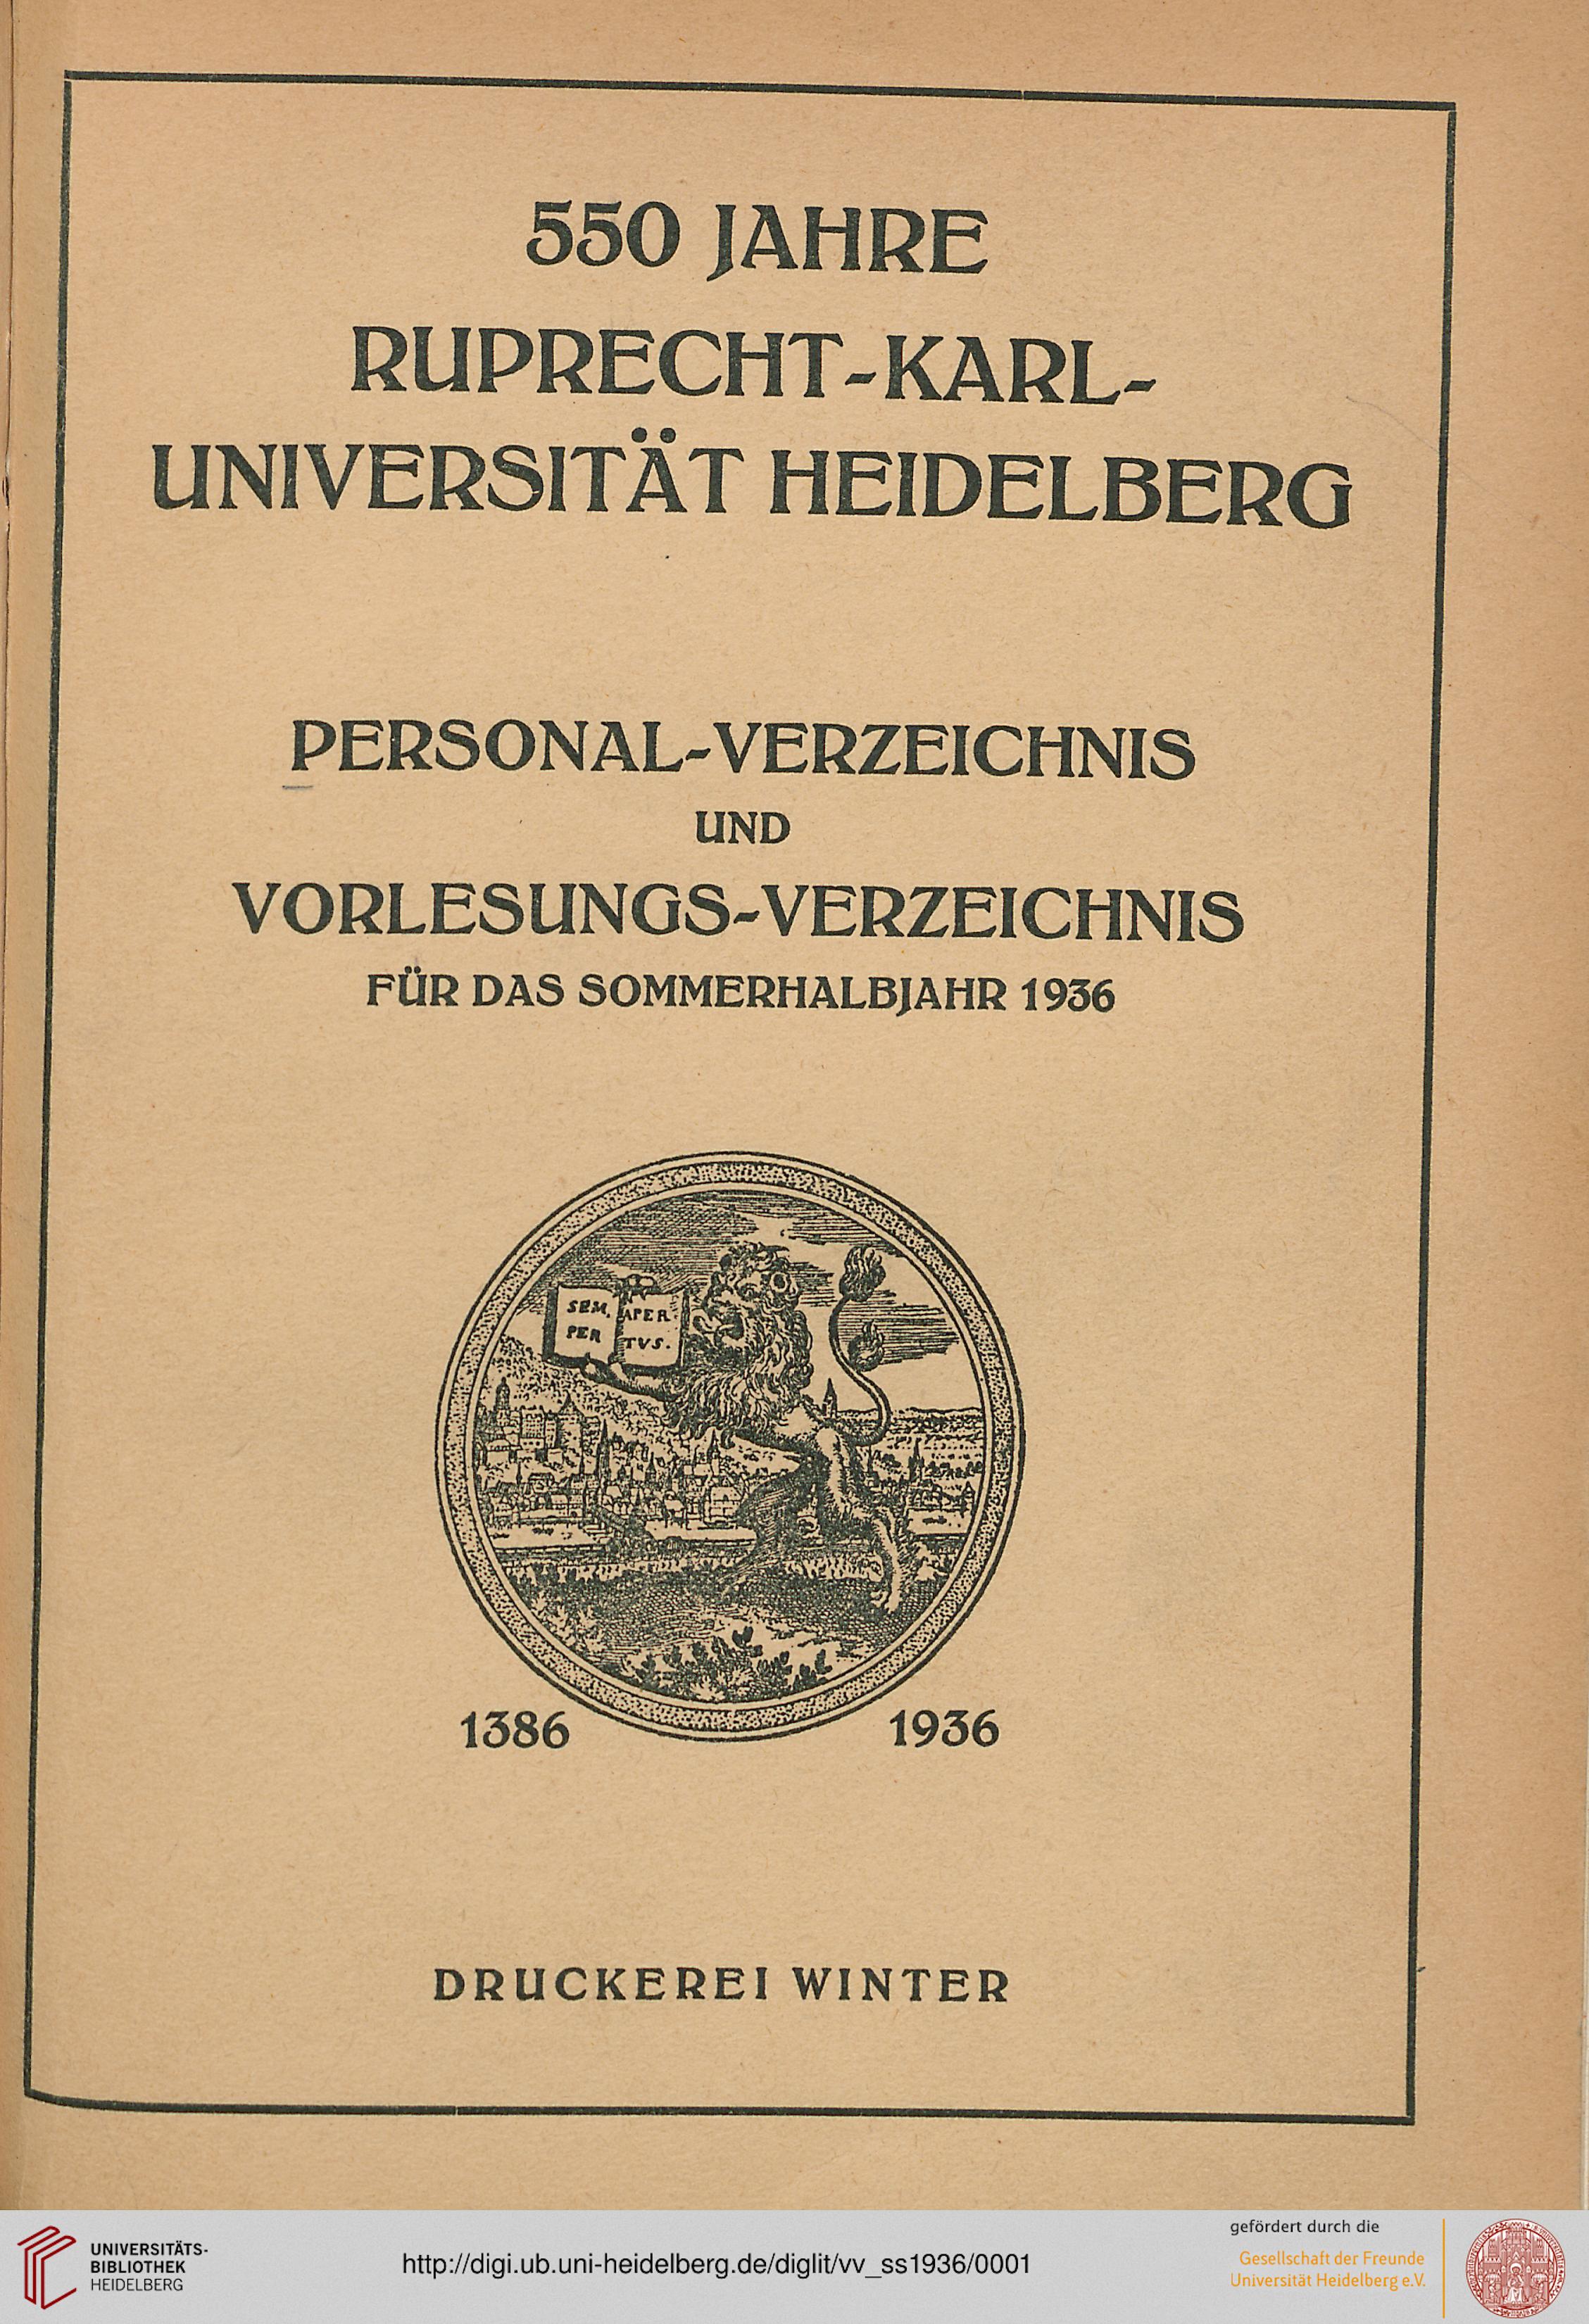 550 JAHRE
RUPRECHT-KARL-
UNIVERSITÄT HEIDELBERG
PERSONAL-VERZEICHNIS
UND
VORLESUNGS-VERZEICHNIS
FÜR DAS SOMMERHALBJAHR 1936
SEM. APER
PER TVS.
1386 1936
DRUCKEREI WINTER
UNIVERSITÄTS-
BIBLIOTHEK
HEIDELBERG
http://digi.ub.uni-heidelberg.de/diglit/vv_ss1936/0001
gefördert durch die
Gesellschaft der Freunde
Universität Heidelberg e.V.